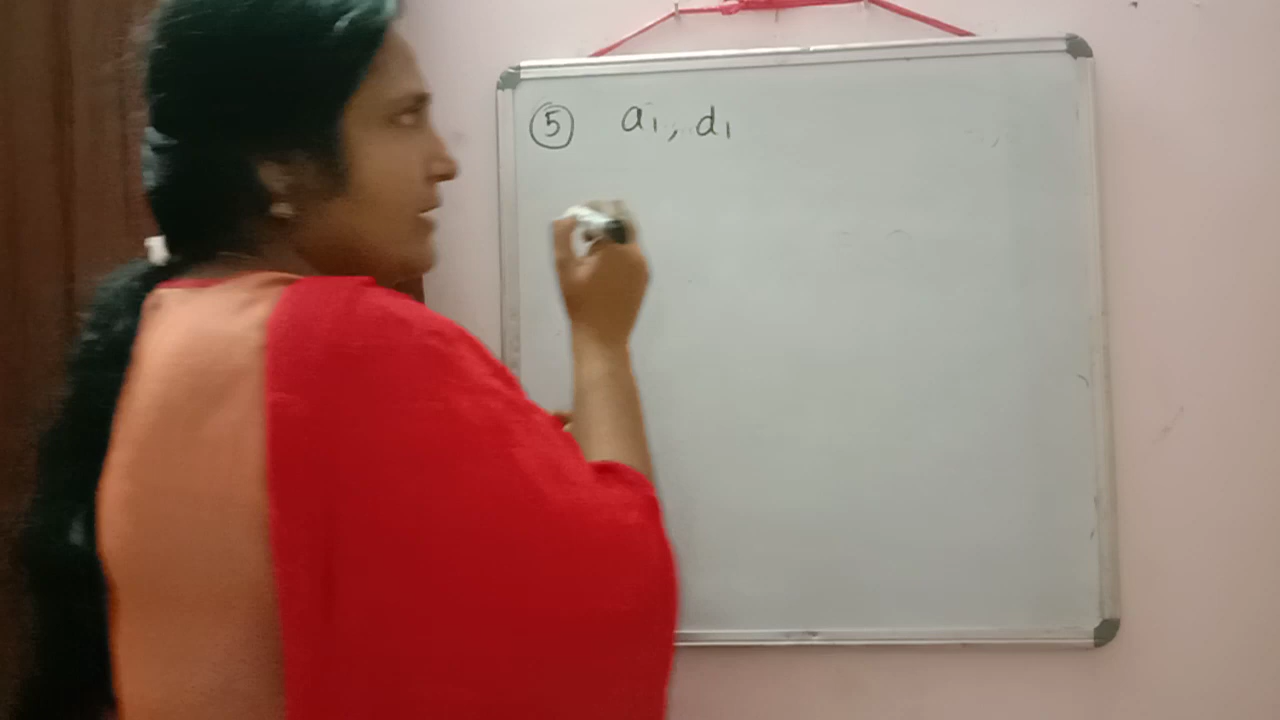 ⑤ a₁, d₁